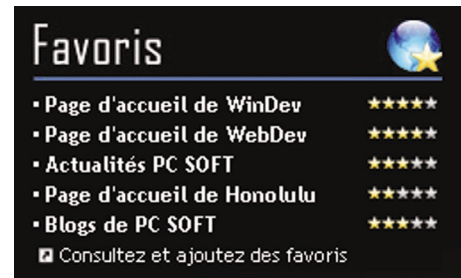 Favoris
▪ Page d'accueil de WinDev
▪ Page d'accueil de WebDev
▪ Actualités PC SOFT
▪ Page d'accueil de Honolulu
▪ Blogs de PC SOFT
Consultez et ajoutez des favoris